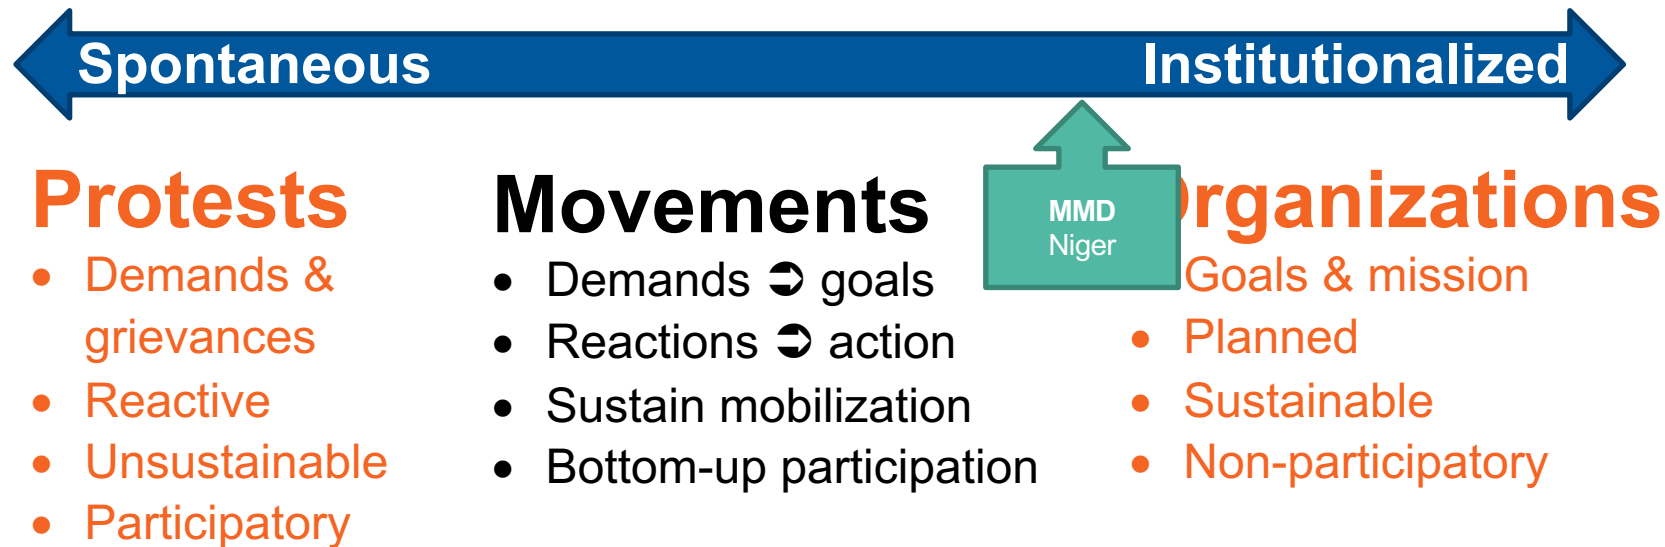 Spontaneous
Institutionalized
Protests
• Demands &
grievances
• Reactive
• Unsustainable
• Participatory
Movements
• Demands ➲ goals
• Reactions ➲ action
• Sustain mobilization
• Bottom-up participation
MMD
Niger
rganizations
Goals & mission
• Planned
• Sustainable
• Non-participatory